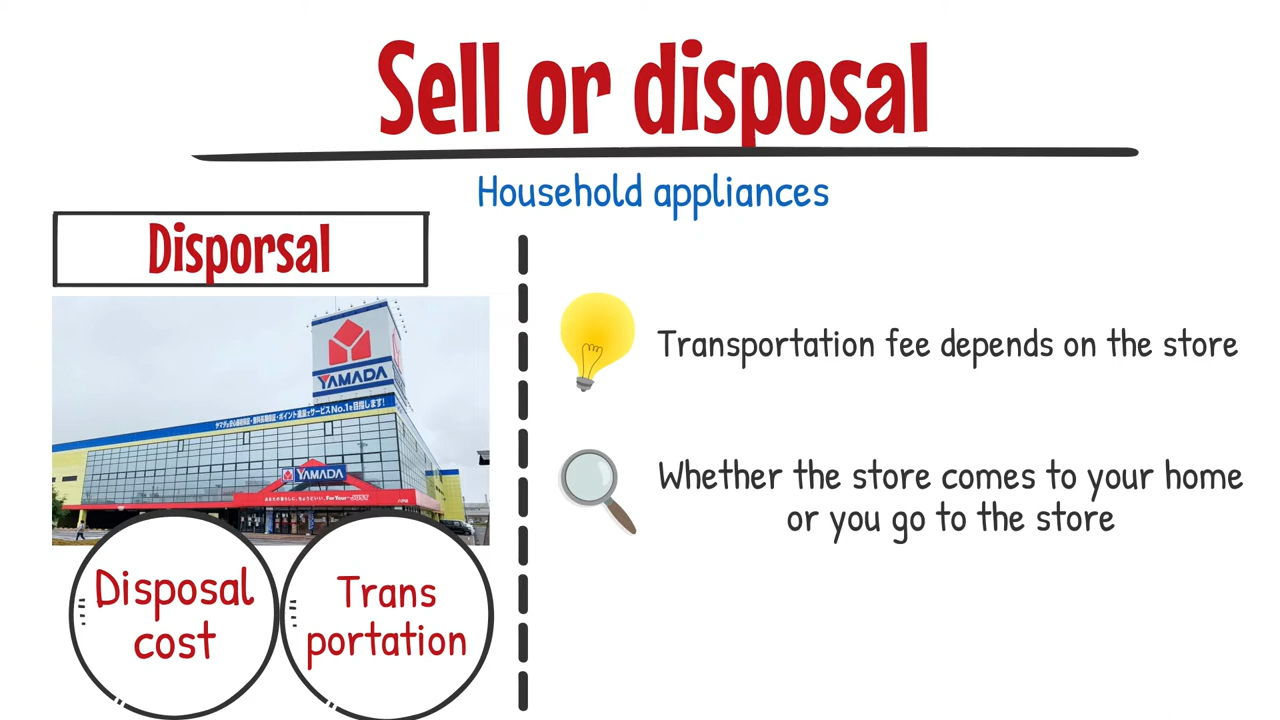 Sell or disposal
Household appliances
Disporsal
YAMADA
YAMADA
Disposal
cost
Trans
portation
Transportation fee depends on the store
Whether the store comes to your home
or you go to the store